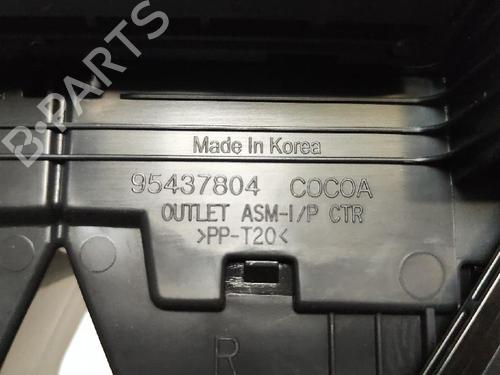 B-PARTS
Made In Korea
95437804 COCOA
OUTLET ASM-I/P CTR
>PP-T20<
R